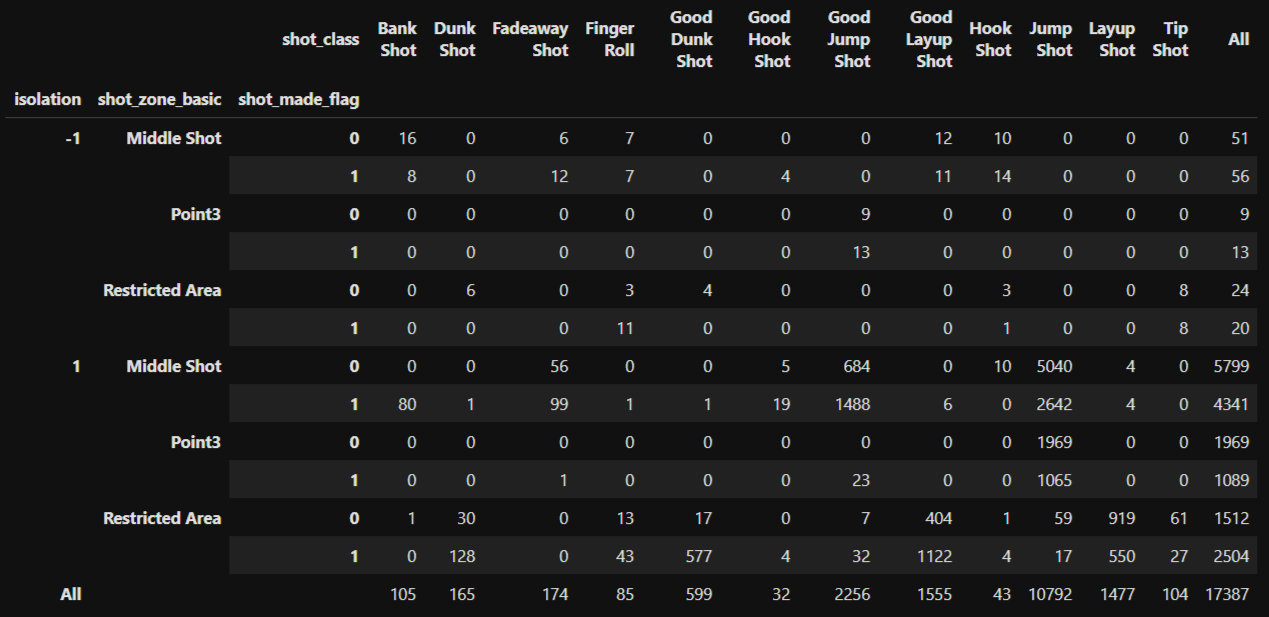 shot_class Bank Shot Dunk Shot Fadeaway Shot Finger Roll Good Dunk Shot Good Hook Shot Good Jump Shot Good Layup Shot Hook Shot Jump Shot Layup Shot Tip Shot All
isolation shot_zone_basic shot_made_flag
-1 Middle Shot 0 16 0 6 7 0 0 0 12 10 0 0 0 51
1 8 0 12 7 0 4 0 11 14 0 0 0 56
Point3 0 0 0 0 0 0 0 9 0 0 0 0 0 9
1 0 0 0 0 0 0 13 0 0 0 0 0 13
Restricted Area 0 0 6 0 3 4 0 0 0 3 0 0 8 24
1 0 0 0 11 0 0 0 0 1 0 0 8 20
1 Middle Shot 0 0 0 56 0 0 5 684 0 10 5040 4 0 5799
1 80 1 99 1 1 19 1488 6 0 2642 4 0 4341
Point3 0 0 0 0 0 0 0 0 0 0 1969 0 0 1969
1 0 0 1 0 0 0 23 0 0 1065 0 0 1089
Restricted Area 0 1 30 0 13 17 0 7 404 1 59 919 61 1512
1 0 128 0 43 577 4 32 1122 4 17 550 27 2504
All 105 165 174 85 599 32 2256 1555 43 10792 1477 104 17387